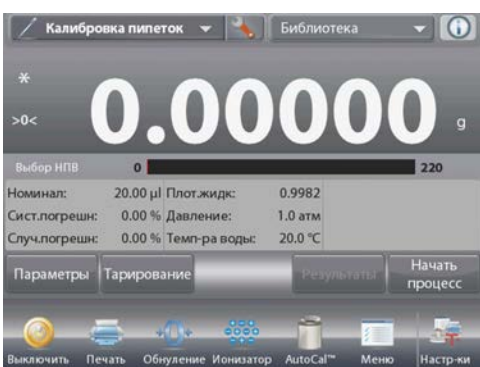 Калибровка пипеток Библиотека
*
>0<
0.00000 g
Выбор НПВ 0 220
Номинал: 20.00 µl Плот.жидк: 0.9982
Сист.погрешн: 0.00 % Давление: 1.0 атм
Случ.погрешн: 0.00 % Темп-ра воды: 20.0 °C
Параметры Тарирование Результаты Начать процесс
Выключить Печать Обнуление Ионизатор AutoCal™ Меню Настр-ки